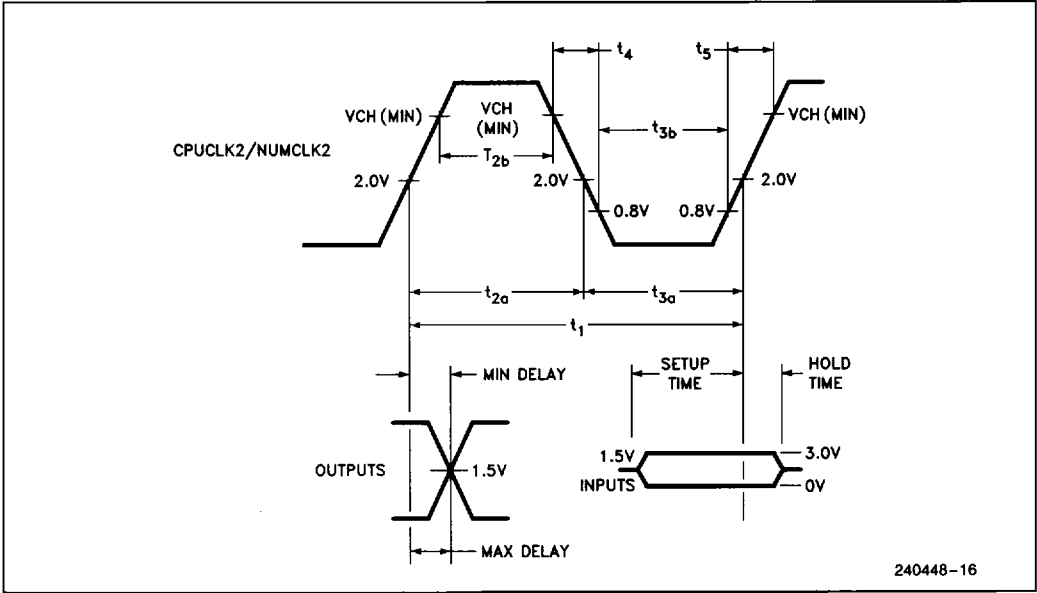 t4
t5
VCH (MIN)
VCH
(MIN)
t3b
VCH (MIN)
CPUCLK2/NUMCLK2
T2b
2.0V
2.0V
2.0V
0.8V
0.8V
t2a
t3a
t1
MIN DELAY
SETUP
TIME
HOLD
TIME
OUTPUTS
1.5V
1.5V
3.0V
INPUTS
0V
MAX DELAY
240448-16